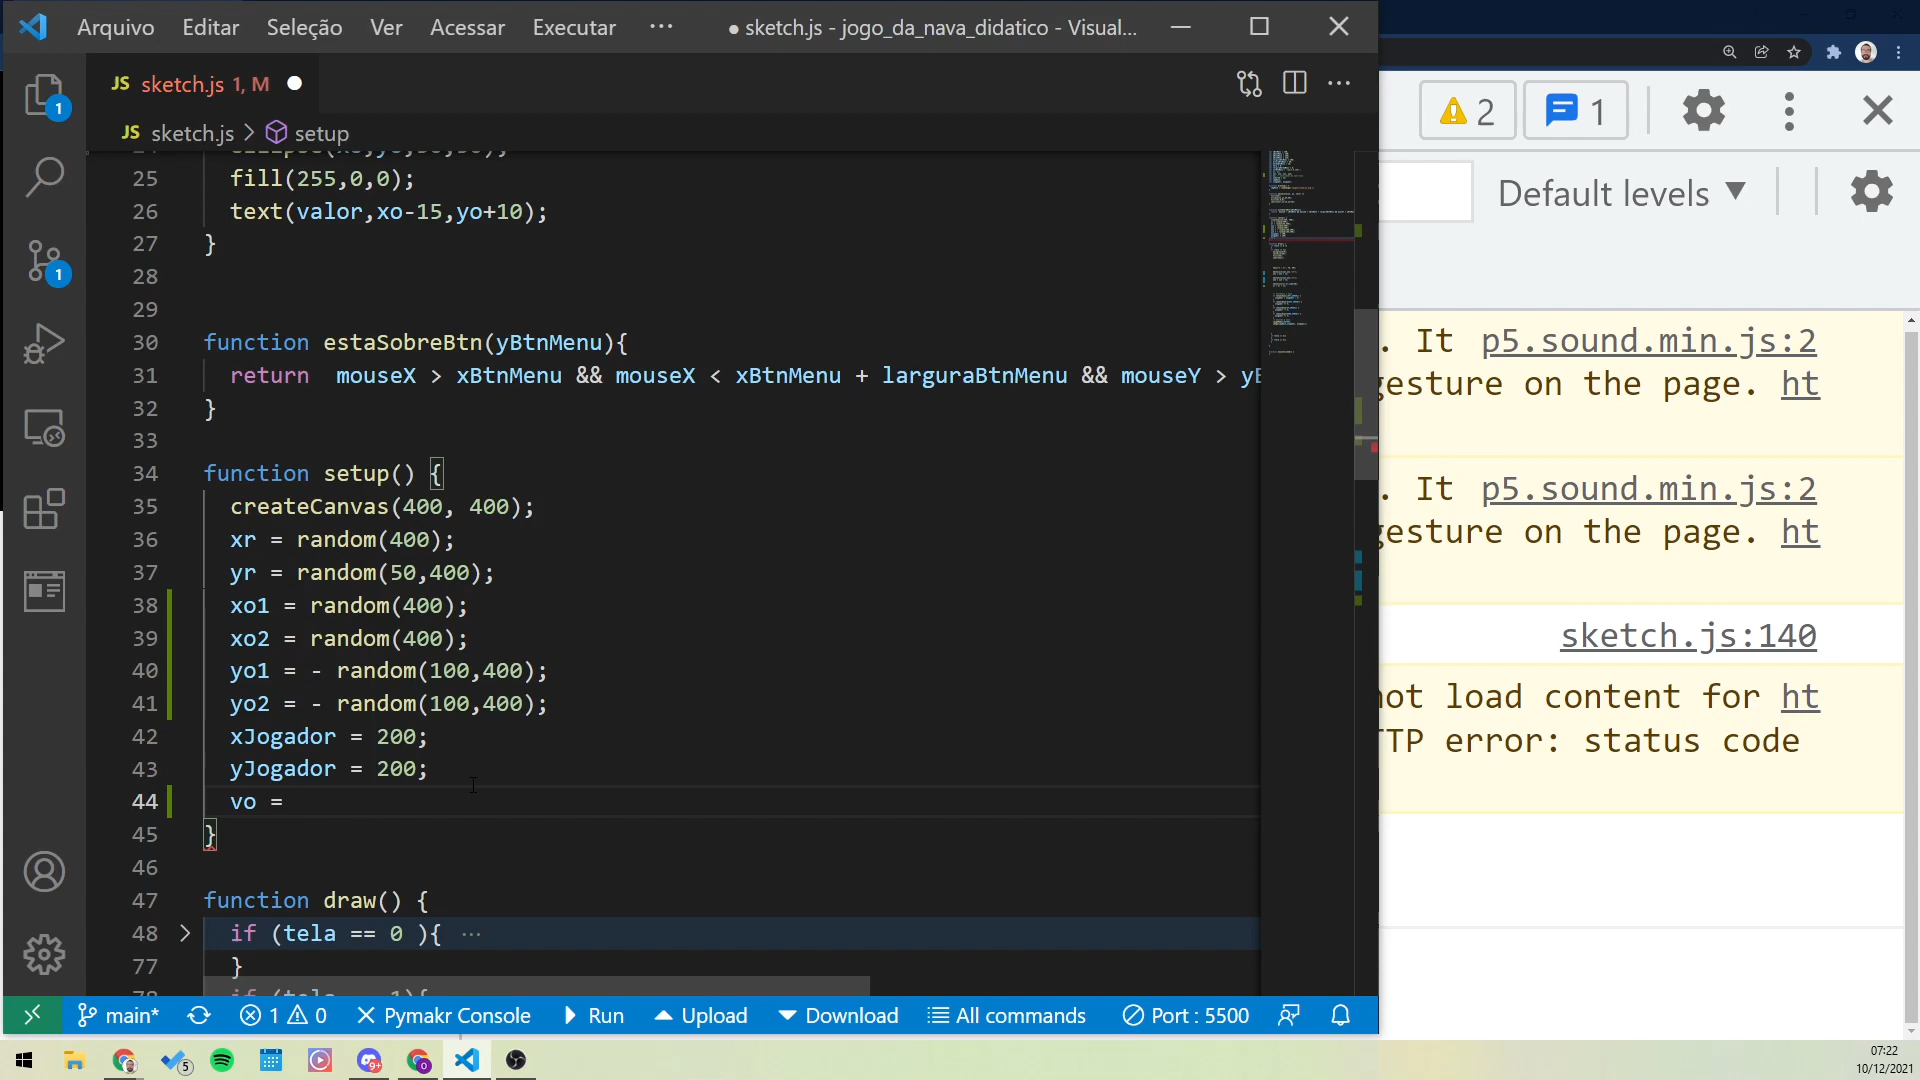 Arquivo Editar Seleção Ver Acessar Executar ··· ● sketch.js - jogo_da_nava_didatico - Visual...
JS sketch.js 1, M
JS sketch.js > setup
25 fill(255,0,0);
26 text(valor,xo-15,yo+10);
27 }
28
29
30 function estaSobreBtn(yBtnMenu){
31 return mouseX > xBtnMenu && mouseX < xBtnMenu + larguraBtnMenu && mouseY >
32 }
33
34 function setup() {
35 createCanvas(400, 400);
36 xr = random(400);
37 yr = random(50,400);
38 xo1 = random(400);
39 xo2 = random(400);
40 yo1 = - random(100,400);
41 yo2 = - random(100,400);
42 xJogador = 200;
43 yJogador = 200;
44 vo =
45 }
46
47 function draw() {
48 if (tela == 0 ){ ···
77 }
main* 1 0 Pymakr Console Run Upload Download All commands Port : 5500
2 1
Default levels ▼
. It p5.sound.min.js:2
gesture on the page. ht
. It p5.sound.min.js:2
gesture on the page. ht
sketch.js:140
not load content for ht
TP error: status code
1
1
5
9+
07:22
10/12/2021